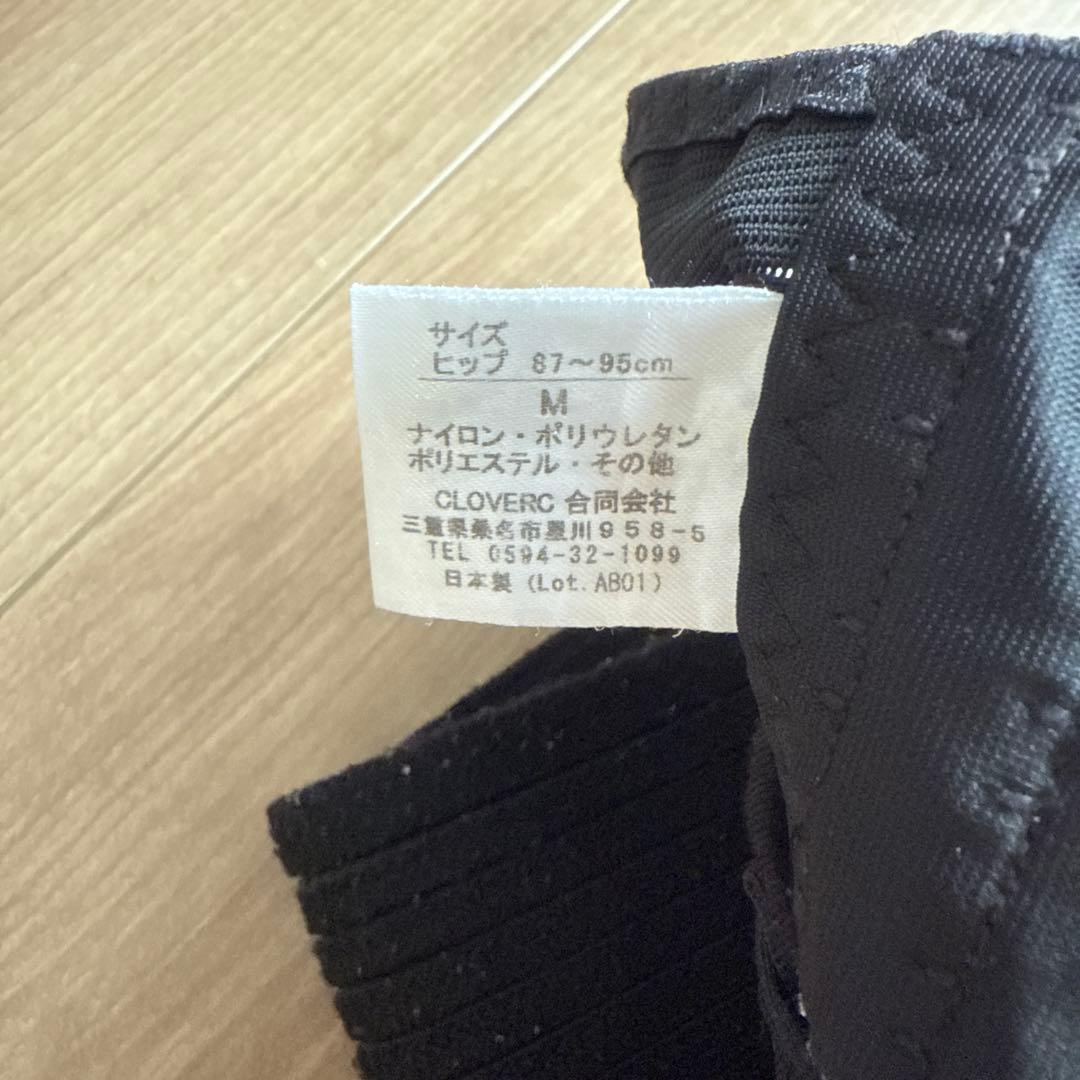 サイズ
ヒップ 87～95cm
M
ナイロン・ポリウレタン
ポリエステル・その他
CLOVERC 合同会社
三重県桑名市星川958-5
TEL 0594-32-1099
日本製 (Lot.AB01)